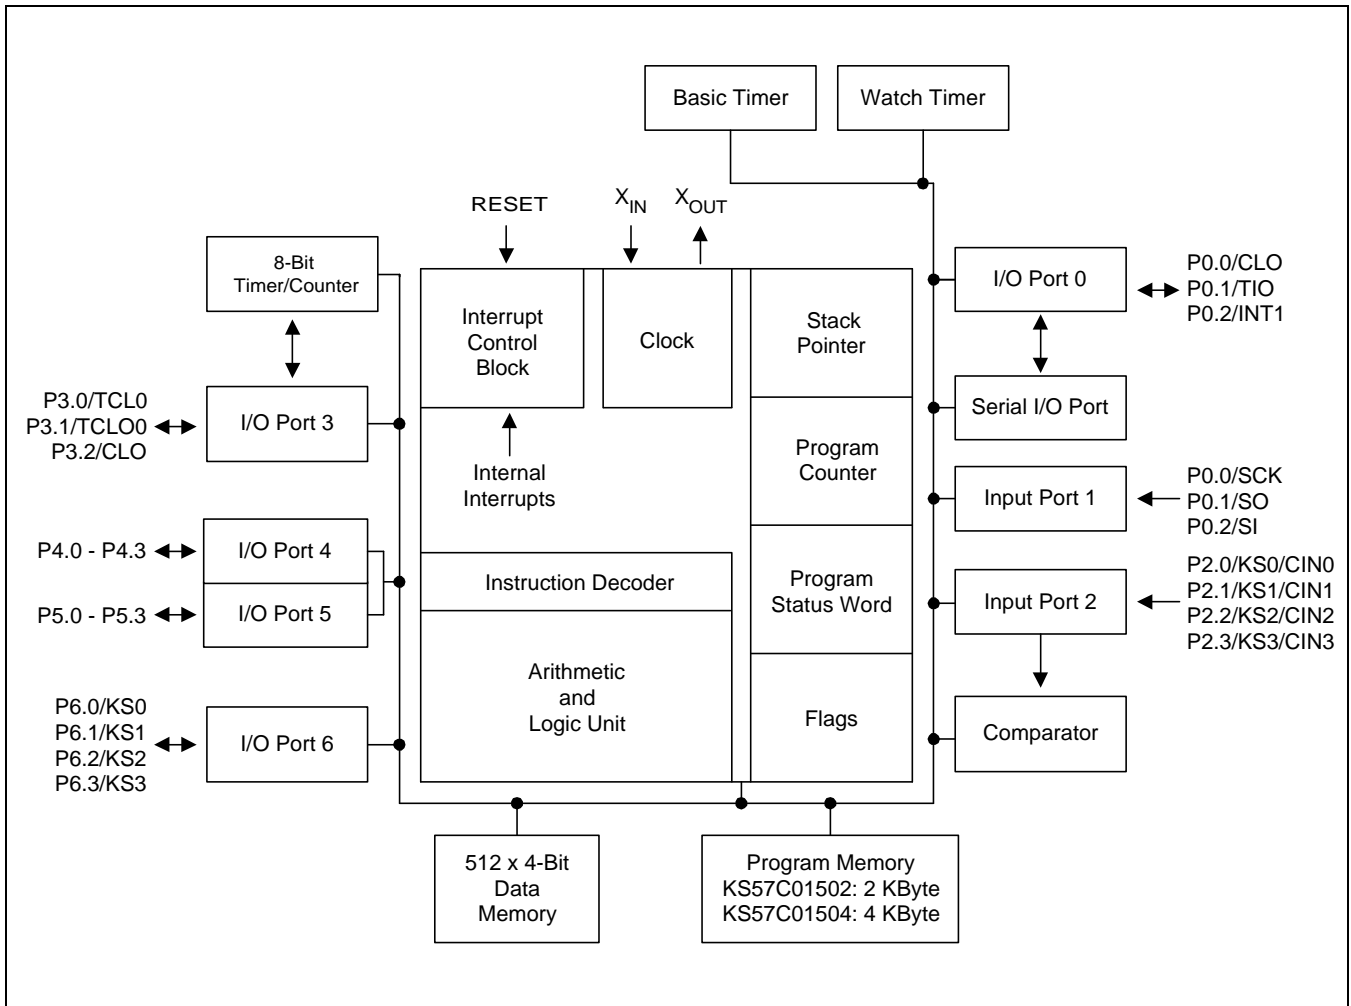 Basic Timer
Watch Timer
RESET
XIN
XOUT
8-Bit
Timer/Counter
Interrupt
Control
Block
Clock
Stack
Pointer
I/O Port 0
P0.0/CLO
P0.1/TIO
P0.2/INT1
P3.0/TCL0
P3.1/TCLO0
P3.2/CLO
I/O Port 3
Internal
Interrupts
Program
Counter
Serial I/O Port
Input Port 1
P0.0/SCK
P0.1/SO
P0.2/SI
P4.0 - P4.3
I/O Port 4
P5.0 - P5.3
I/O Port 5
Instruction Decoder
Program
Status Word
Input Port 2
P2.0/KS0/CIN0
P2.1/KS1/CIN1
P2.2/KS2/CIN2
P2.3/KS3/CIN3
P6.0/KS0
P6.1/KS1
P6.2/KS2
P6.3/KS3
I/O Port 6
Arithmetic
and
Logic Unit
Flags
Comparator
512 x 4-Bit
Data
Memory
Program Memory
KS57C01502: 2 KByte
KS57C01504: 4 KByte